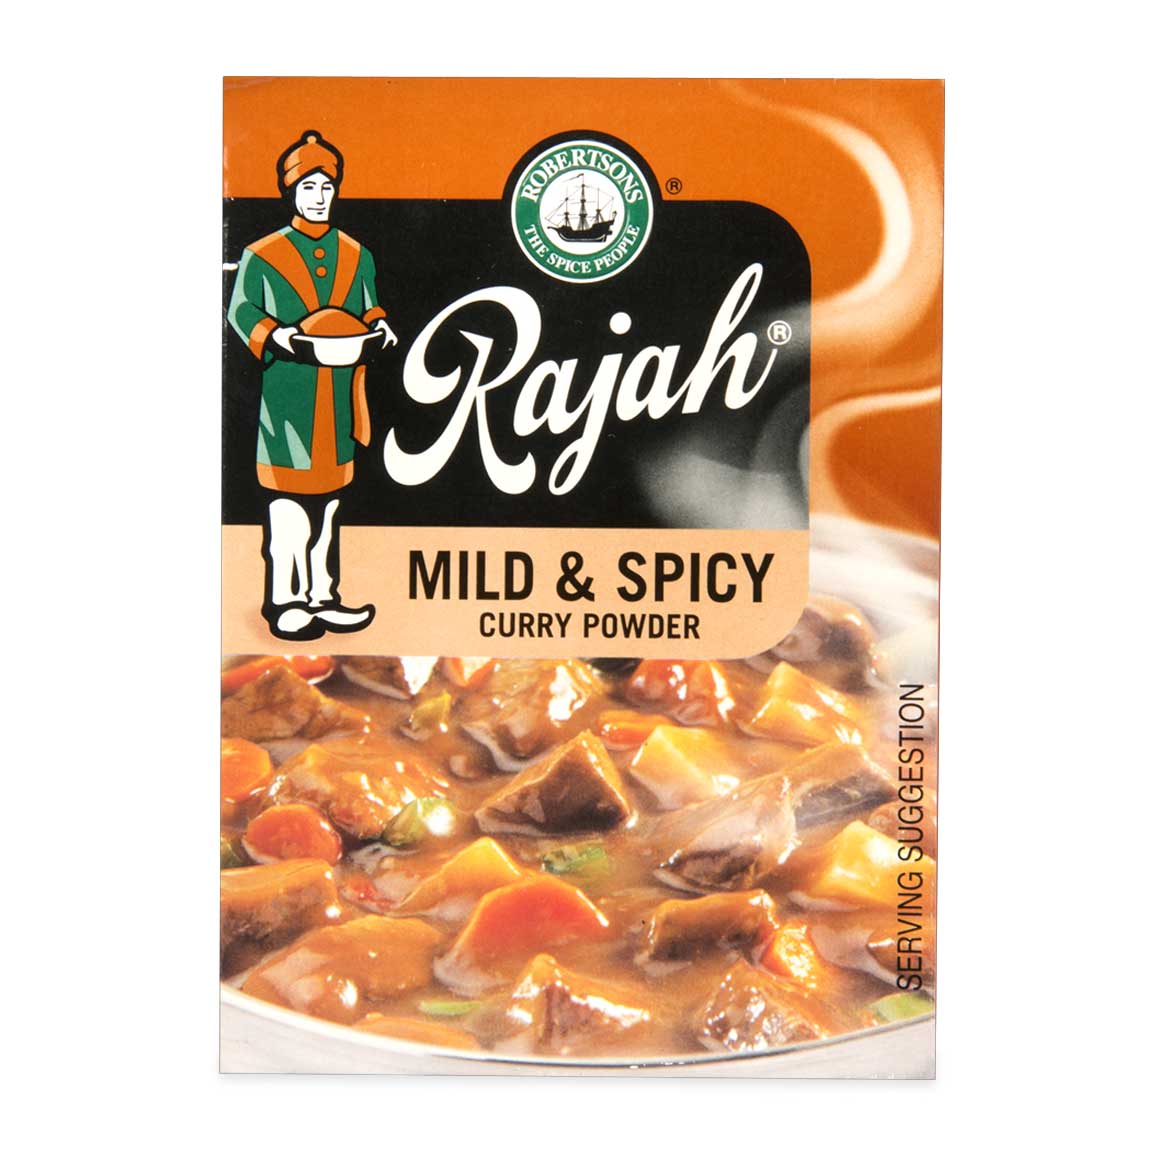 ROBERTSONS
THE SPICE PEOPLE
®
Rajah®
MILD & SPICY
CURRY POWDER
SERVING SUGGESTION